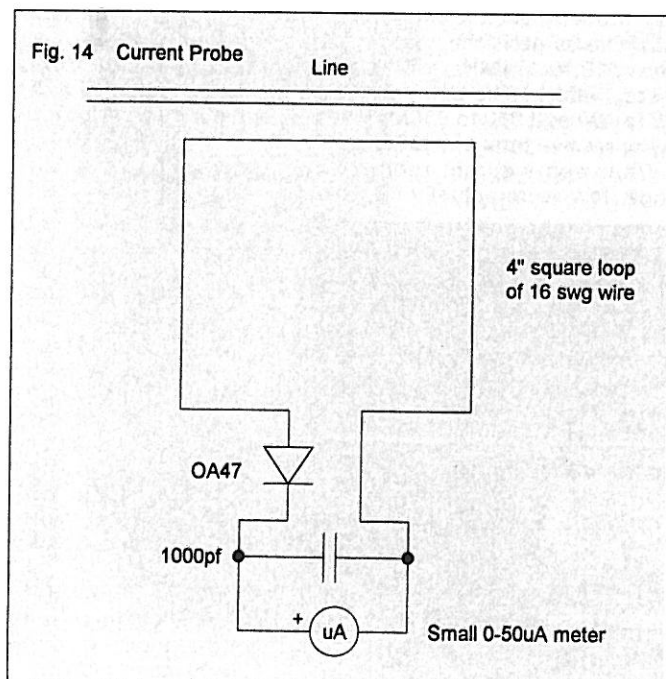 Fig. 14 Current Probe
Line
4" square loop
of 16 swg wire
OA47
1000pf
+
uA
Small 0-50uA meter